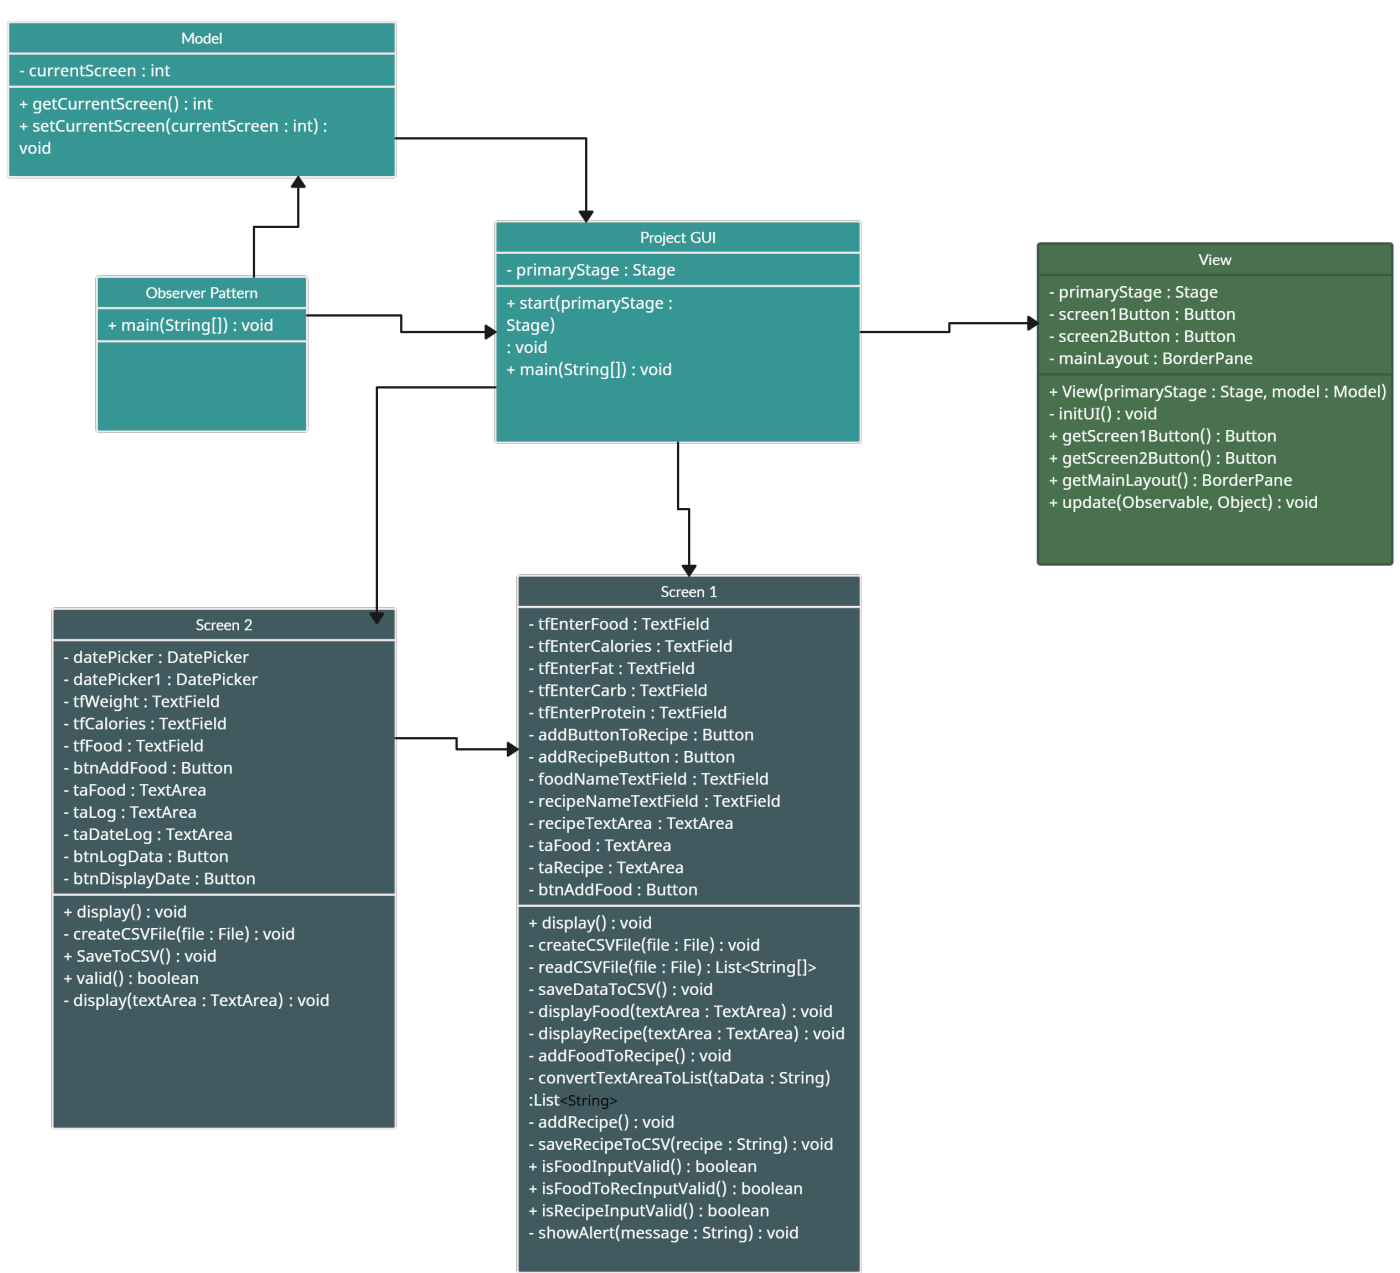 Model
- currentScreen : int
+ getCurrentScreen() : int
+ setCurrentScreen(currentScreen : int) :
void
Observer Pattern
+ main(String[]) : void
Project GUI
- primaryStage : Stage
+ start(primaryStage :
Stage)
: void
+ main(String[]) : void
View
- primaryStage : Stage
- screen1Button : Button
- screen2Button : Button
- mainLayout : BorderPane
+ View(primaryStage : Stage, model : Model)
- initUI() : void
+ getScreen1Button() : Button
+ getScreen2Button() : Button
+ getMainLayout() : BorderPane
+ update(Observable, Object) : void
Screen 2
- datePicker : DatePicker
- datePicker1 : DatePicker
- tfWeight : TextField
- tfCalories : TextField
- tfFood : TextField
- btnAddFood : Button
- taFood : TextArea
- taLog : TextArea
- taDateLog : TextArea
- btnLogData : Button
- btnDisplayDate : Button
+ display() : void
- createCSVFile(file : File) : void
+ SaveToCSV() : void
+ valid() : boolean
- display(textArea : TextArea) : void
Screen 1
- tfEnterFood : TextField
- tfEnterCalories : TextField
- tfEnterFat : TextField
- tfEnterCarb : TextField
- tfEnterProtein : TextField
- addButtonToRecipe : Button
- addRecipeButton : Button
- foodNameTextField : TextField
- recipeNameTextField : TextField
- recipeTextArea : TextArea
- taFood : TextArea
- taRecipe : TextArea
- btnAddFood : Button
+ display() : void
- createCSVFile(file : File) : void
- readCSVFile(file : File) : List<String[]>
- saveDataToCSV() : void
- displayFood(textArea : TextArea) : void
- displayRecipe(textArea : TextArea) : void
- addFoodToRecipe() : void
- convertTextAreaToList(taData : String)
:List<String>
- addRecipe() : void
- saveRecipeToCSV(recipe : String) : void
+ isFoodInputValid() : boolean
+ isFoodToRecInputValid() : boolean
+ isRecipeInputValid() : boolean
- showAlert(message : String) : void